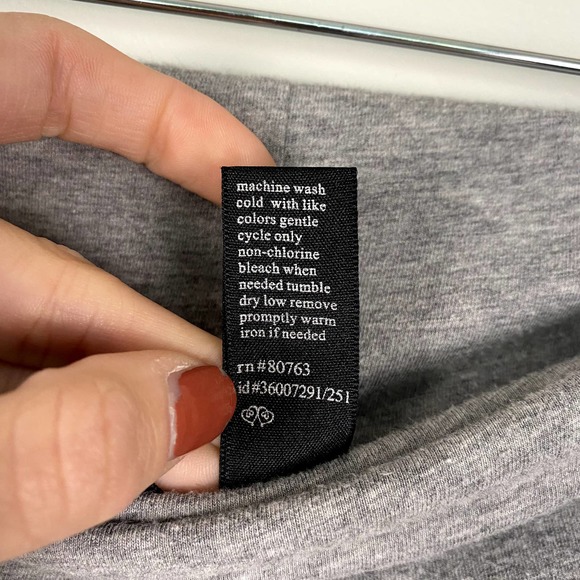 machine wash
cold with like
colors gentle
cycle only
non-chlorine
bleach when
needed tumble
dry low remove
promptly warm
iron if needed
rn#80763
id#36007291/251